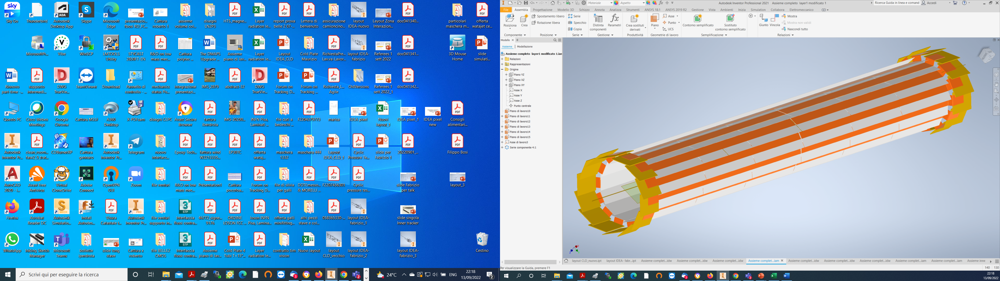 Sky Go
Thunderbird
Autodesk
Desktop App
Skype
Microsoft
Edge
presentazio...
fbosi RD_FC...
Cattura
roberto 1
assieme
volume col...
disegni
LN2P3
HTS_magne...
Layer
radiation le...
report prova
belle 2 07-...
Lettera di
benvenuto
assicurazione
camioncino...
layout
IDEA-nuovo
Layout Zona
Interazion...
doc041340...
particolari
maschera m...
offerta
watajet ce...
MicrosoftPr...
Vibe
WinSCP
LMTOOLS
Utility
STYCAST
2850FT-EN
R&D on low
mass mec...
Cattura
polytec ...
The DMAPS
Upgrade ...
Assieme
piano di lav...
Layer
radiation le...
Layout
IDEA_CLD
Cold Plate
Maurizio
RichiestaPre...
Lav.va-Lavor...
layout IDEA-
fabrizio
Referees 1
sett 2022
doc041341...
3D Mouse
Home
slide
simulati...
Rinnovo
part-time -...
supporto
intermedi...
DWG
TrueVie...
TeamViewer
Download
Pannello di
controllo - ...
mechanics
status Pis...
integrazione
presentazi...
IMG_2879
abstract-32
DWG
TrueVie...
Forum on
Tracking D...
Forum on
Tracking ...
Richiesta_L...
Agile
OldVersions
Referees 1
sett 2022_1
doc041342...
Questo PC
Cisco Webex
Meetings
Google
Chrome
Cattura M55J
A360
Desktop
X-PDFsam
disegni CEPC
Avast Secure
Browser
fattura
iberdrola
IMG-20200...
INFN Pisa,
Laminati ...
file dati a
bedeschi ...
F2204379773
marisa
IDEA pixel
Nuovi
layout_1
IDEA pixel_1
IDEA pixel
new
Consigli
alimentari...
Autodesk
Inventor Pr...
clean_room...
fase2_9_trat...
CDBurnerXP
Cattura
gennaro
Autodesk
Inventor Pr...
Telegram
nuovo
interfacc...
Epoxy-Tech...
fattura wind
W2213335...
EP30TC
offerta
wataj...
maschera
1332
maschera 444
Layout
IDEA_CLD_1
Cyclic
Pressure Te...
slide per
Fabrizio 1
20220901_...
Filippo Bosi
AutoCAD
2020 - I...
Avast Free
Antivirus
Virtual
CloneDrive
Adobe
Connect
OpenVPN
GUI
Zoom
file venturi
R&D on low
mass mec...
Presentation1
Cattura
pocofoa...
Forum on
Tracking D...
file di silvia
per galli
DDTEmesso...
& MORELLI ...
F2207456301
Cyclic
pressure tes...
slide Fabrizio
per talk
layout_3
Firefox
Acrobat
Reader DC
Autodesk
Simulatio...
Install
Autodes...
Visura
Catastale t...
Autodesk
Inventor Pr...
file venturi
supporto in...
Interfaccia
flussi contra...
46772_signe...
9176
ORDINE
LOSON FCC ...
loson INFN
Pisa, Lamina...
offerta galli
minifitting...
altri pezzi
stave e col...
058365330-...
layout IDEA-
fabrizio_1
slide singola
Inner tracker
WhatsApp
Inkling Sketch
Manager
Microsoft
Teams
bollette
iperdrola
slide long
stave
Cattura x
roberto
file BELLE2
CMOS
Interfaccia
flussi contra...
Assieme
piano di lav...
Cold Plate 4
Tubi T=15°...
Layer
radiation le...
contratto tim
vision
Nuovi layout
layout
CLD_vecchio
layout IDEA-
fabrizio_2
layout IDEA-
fabrizio_3
Cestino
Scrivi qui per eseguire la ricerca
24°C
ENG
22:18
13/09/2022
Materiale
Aspetto
Autodesk Inventor Professional 2021 Assieme completo layer1 modificato 1
Ricerca Guida in linea e comand
Accedi
File
Assembla
Progettazione
Modello 3D
Schizzo
Annota
Analizza
Strumenti
ANSYS 18.1
ANSYS 2019 R2
Gestione
Vista
Ambienti
Inizia
Simulation
Collabora
Elettromeccanico
Posiziona
Crea
Spostamento libero
Rotazione libera
Serie
Specchio
Copia
Distinta
componenti
Parametri
Crea sostituti
derivati
Piano
Asse
Punto
UCS
Contorno semplificato
Sostituto
contorno semplificato
Giunto
Vincola
Mostra
Mostra non validi
Nascondi tutto
Componente
Posizione
Serie
Gestione
Produttività
Geometrie di lavoro
Semplificazione
Relazioni
Modello
Assieme
Modellazione
Assieme completo layer1 modificato 1.iam
Relazioni
Rappresentazioni
Origine
Piano YZ
Piano XZ
Piano XY
Asse X
Asse Y
Asse Z
Punto centrale
Piano di lavoro10
Piano di lavoro11
Piano di lavoro12
Piano di lavoro13
Piano di lavoro14
Piano di lavoro15
Asse di lavoro3
Serie componente 4:1
layout CLD_nuovo.ipt
layout IDEA- fabr...ipt
Assieme complet...idw
Assieme complet...idw
Assieme complet...idw
Assieme complet...iam
Assieme complet...idw
Assieme complet...idw
Assieme complet...idw
Assieme complet...iam
Assieme complet...iam
Assieme inne
Per visualizzare la Guida, premere F1
140
130
22:18
13/09/2022